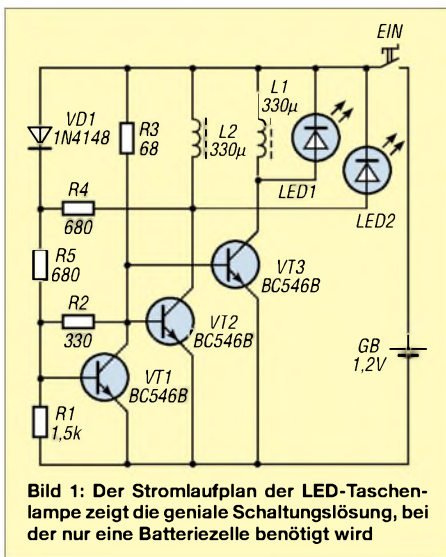 EIN
L1
330µ
VD1
1N4148
R3
68
L2
330µ
R4
680
LED1
LED2
R5
680
VT3
BC546B
R2
330
VT2
BC546B
GB
1,2V
VT1
BC546B
R1
1,5k
Bild 1: Der Stromlaufplan der LED-Taschen-
lampe zeigt die geniale Schaltungslösung, bei
der nur eine Batteriezelle benötigt wird